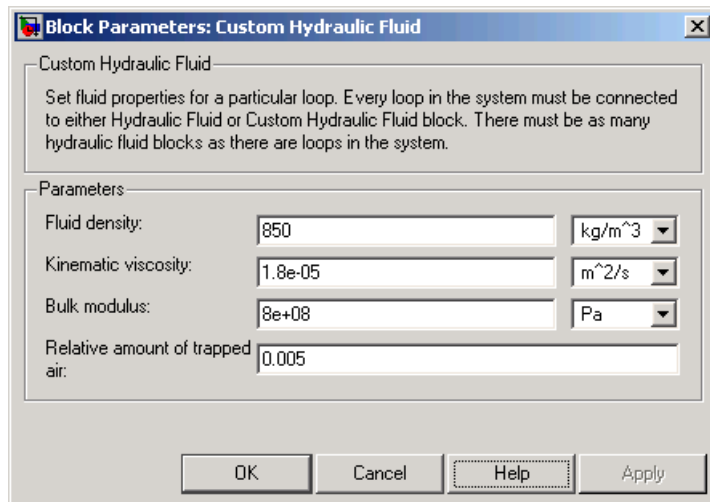 Block Parameters: Custom Hydraulic Fluid
Custom Hydraulic Fluid
Set fluid properties for a particular loop. Every loop in the system must be connected
to either Hydraulic Fluid or Custom Hydraulic Fluid block. There must be as many
hydraulic fluid blocks as there are loops in the system.
Parameters
Fluid density: 850 kg/m^3
Kinematic viscosity: 1.8e-05 m^2/s
Bulk modulus: 8e+08 Pa
Relative amount of trapped
air: 0.005
OK Cancel Help Apply